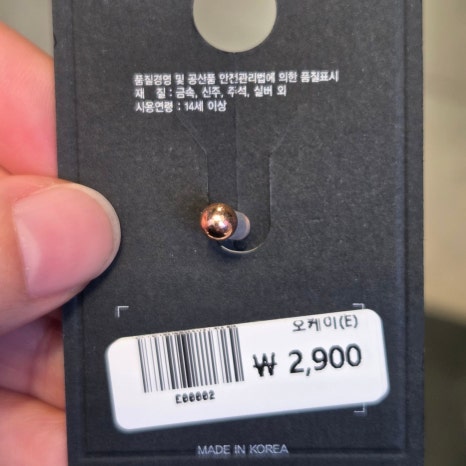 품질경영 및 공산품 안전관리법에 의한 품질표시
재 질 : 금속, 신주, 주석, 실버 외
사용연령 : 14세 이상
오케이(E)
₩ 2,900
E00002
MADE IN KOREA